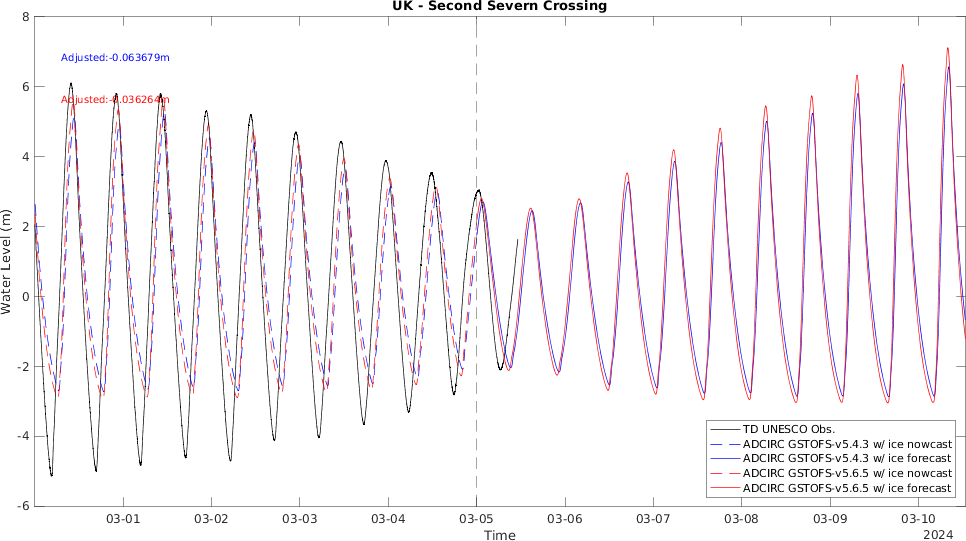 UK - Second Severn Crossing
8
6
4
2
0
-2
-4
-6
Water Level (m)
Adjusted:-0.063679m
Adjusted:-0.036264m
TD UNESCO Obs.
ADCIRC GSTOFS-v5.4.3 w/ ice nowcast
ADCIRC GSTOFS-v5.4.3 w/ ice forecast
ADCIRC GSTOFS-v5.6.5 w/ ice nowcast
ADCIRC GSTOFS-v5.6.5 w/ ice forecast
03-01 03-02 03-03 03-04 03-05 03-06 03-07 03-08 03-09 03-10
Time
2024